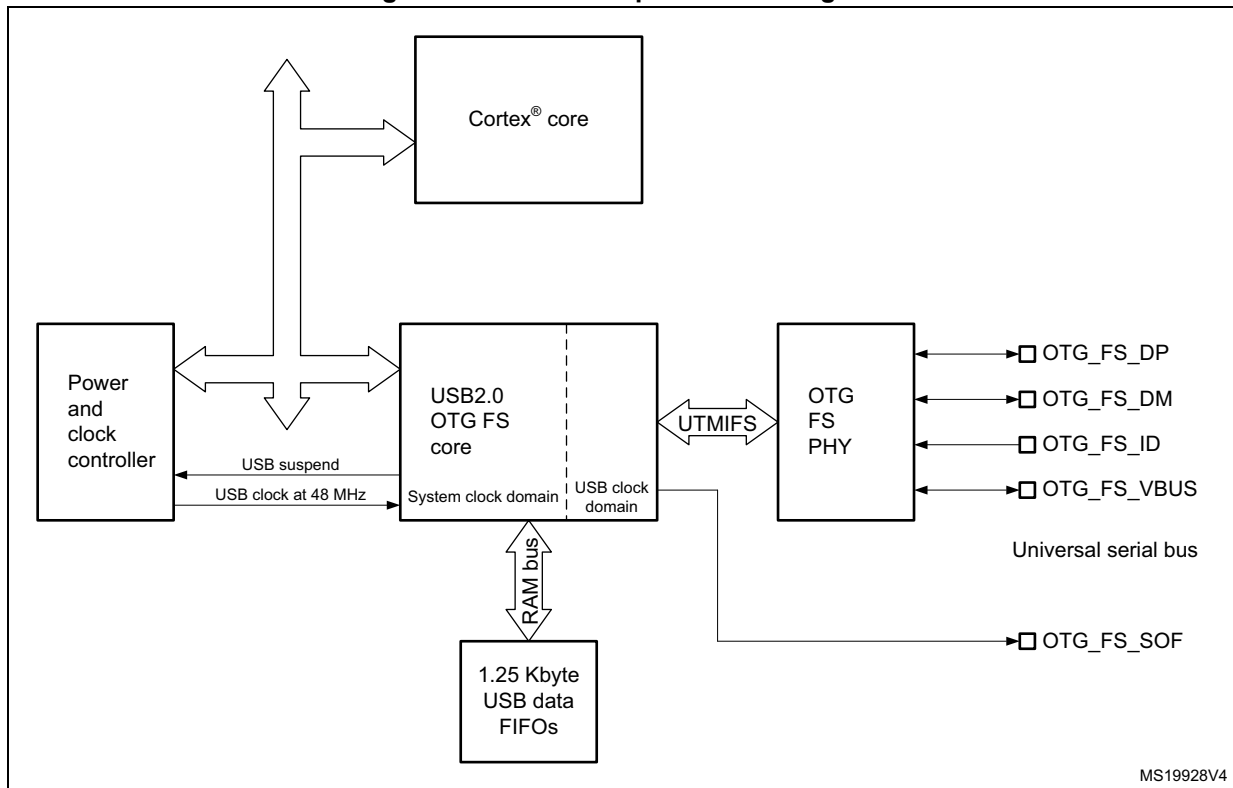 Cortex® core
Power
and
clock
controller
USB suspend
USB clock at 48 MHz
USB2.0
OTG FS
core
System clock domain
USB clock
domain
UTMIFS
OTG
FS
PHY
OTG_FS_DP
OTG_FS_DM
OTG_FS_ID
OTG_FS_VBUS
Universal serial bus
RAM bus
OTG_FS_SOF
1.25 Kbyte
USB data
FIFOs
MS19928V4